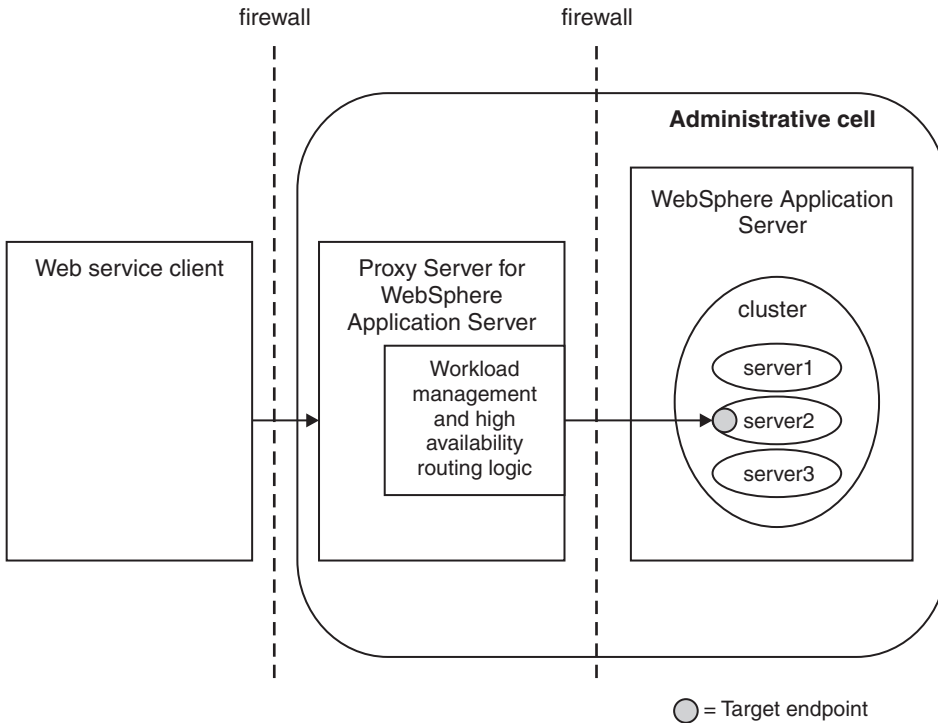 firewall
firewall
Administrative cell
WebSphere Application
Server
Web service client
Proxy Server for
WebSphere
Application Server
Workload
management
and high
availability
routing logic
cluster
server1
server2
server3
= Target endpoint